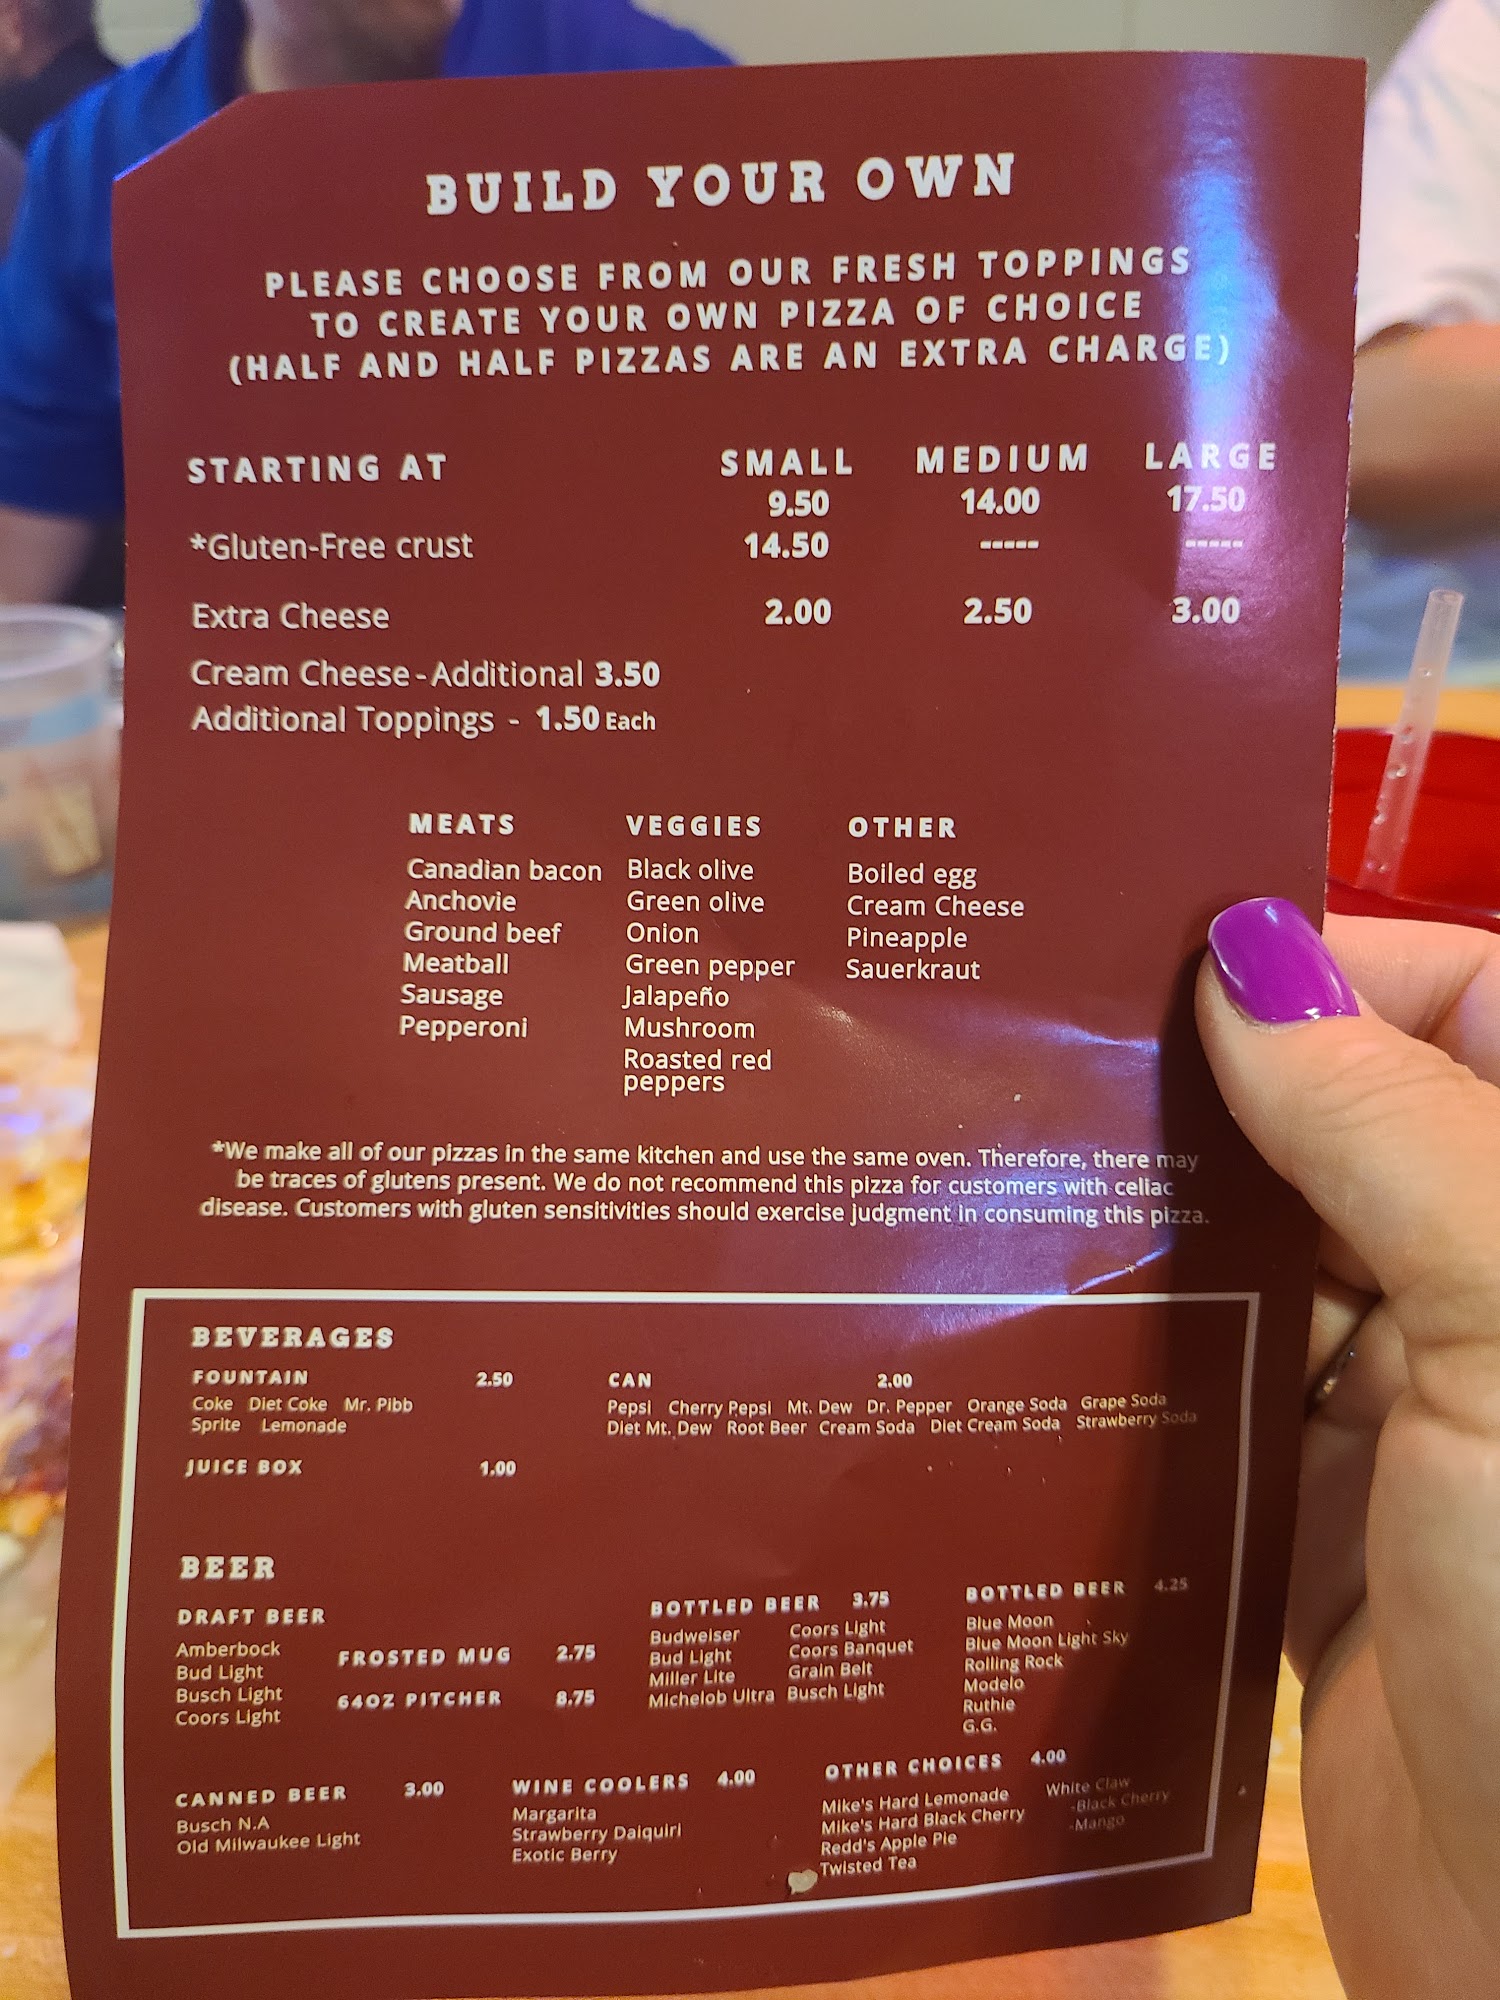 BUILD YOUR OWN
PLEASE CHOOSE FROM OUR FRESH TOPPINGS
TO CREATE YOUR OWN PIZZA OF CHOICE
(HALF AND HALF PIZZAS ARE AN EXTRA CHARGE)
STARTING AT SMALL MEDIUM LARGE
9.50 14.00 17.50
*Gluten-Free crust 14.50 ----- -----
Extra Cheese 2.00 2.50 3.00
Cream Cheese - Additional 3.50
Additional Toppings - 1.50 Each
MEATS
Canadian bacon
Anchovie
Ground beef
Meatball
Sausage
Pepperoni
VEGGIES
Black olive
Green olive
Onion
Green pepper
Jalapeño
Mushroom
Roasted red
peppers
OTHER
Boiled egg
Cream Cheese
Pineapple
Sauerkraut
*We make all of our pizzas in the same kitchen and use the same oven. Therefore, there may
be traces of glutens present. We do not recommend this pizza for customers with celiac
disease. Customers with gluten sensitivities should exercise judgment in consuming this pizza.
BEVERAGES
FOUNTAIN 2.50
Coke Diet Coke Mr. Pibb
Sprite Lemonade
JUICE BOX 1.00
CAN 2.00
Pepsi Cherry Pepsi Mt. Dew Dr. Pepper Orange Soda Grape Soda
Diet Mt. Dew Root Beer Cream Soda Diet Cream Soda Strawberry Soda
BEER
DRAFT BEER
Amberbock
Bud Light
Busch Light
Coors Light
FROSTED MUG 2.75
64OZ PITCHER 8.75
BOTTLED BEER 3.75
Budweiser Coors Light
Bud Light Coors Banquet
Miller Lite Grain Belt
Michelob Ultra Busch Light
BOTTLED BEER 4.25
Blue Moon
Blue Moon Light Sky
Rolling Rock
Modelo
Ruthie
G.G.
CANNED BEER 3.00
Busch N.A
Old Milwaukee Light
WINE COOLERS 4.00
Margarita
Strawberry Daiquiri
Exotic Berry
OTHER CHOICES 4.00
Mike's Hard Lemonade
Mike's Hard Black Cherry
Redd's Apple Pie
Twisted Tea
White Claw
-Black Cherry
-Mango